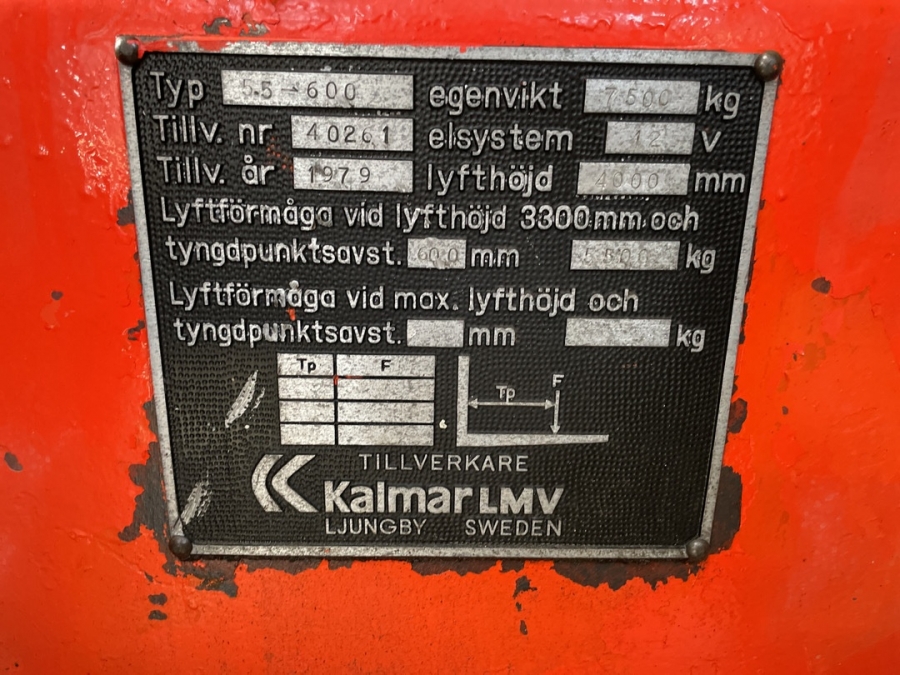 Typ 5.5-600 egenvikt 7500 kg
Tillv. nr 40261 elsystem 12 V
Tillv. år 1979 lyfthöjd 4000 mm
Lyftförmåga vid lyfthöjd 3300 mm och
tyngdpunktsavst. 600 mm kg
Lyftförmåga vid max. lyfthöjd och
tyngdpunktsavst. mm kg
Tp F
F
Tp
TILLVERKARE
Kalmar LMV
LJUNGBY SWEDEN